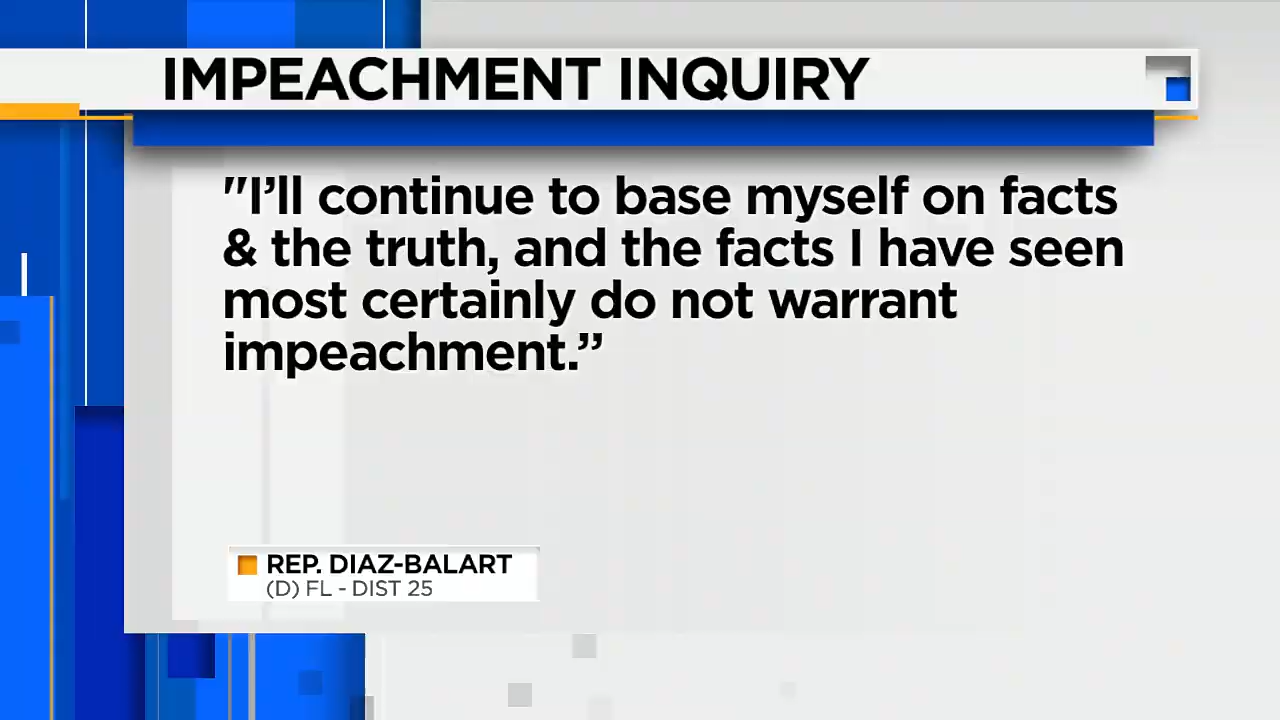 IMPEACHMENT INQUIRY
"I’ll continue to base myself on facts
& the truth, and the facts I have seen
most certainly do not warrant
impeachment.”
REP. DIAZ-BALART
(D) FL - DIST 25